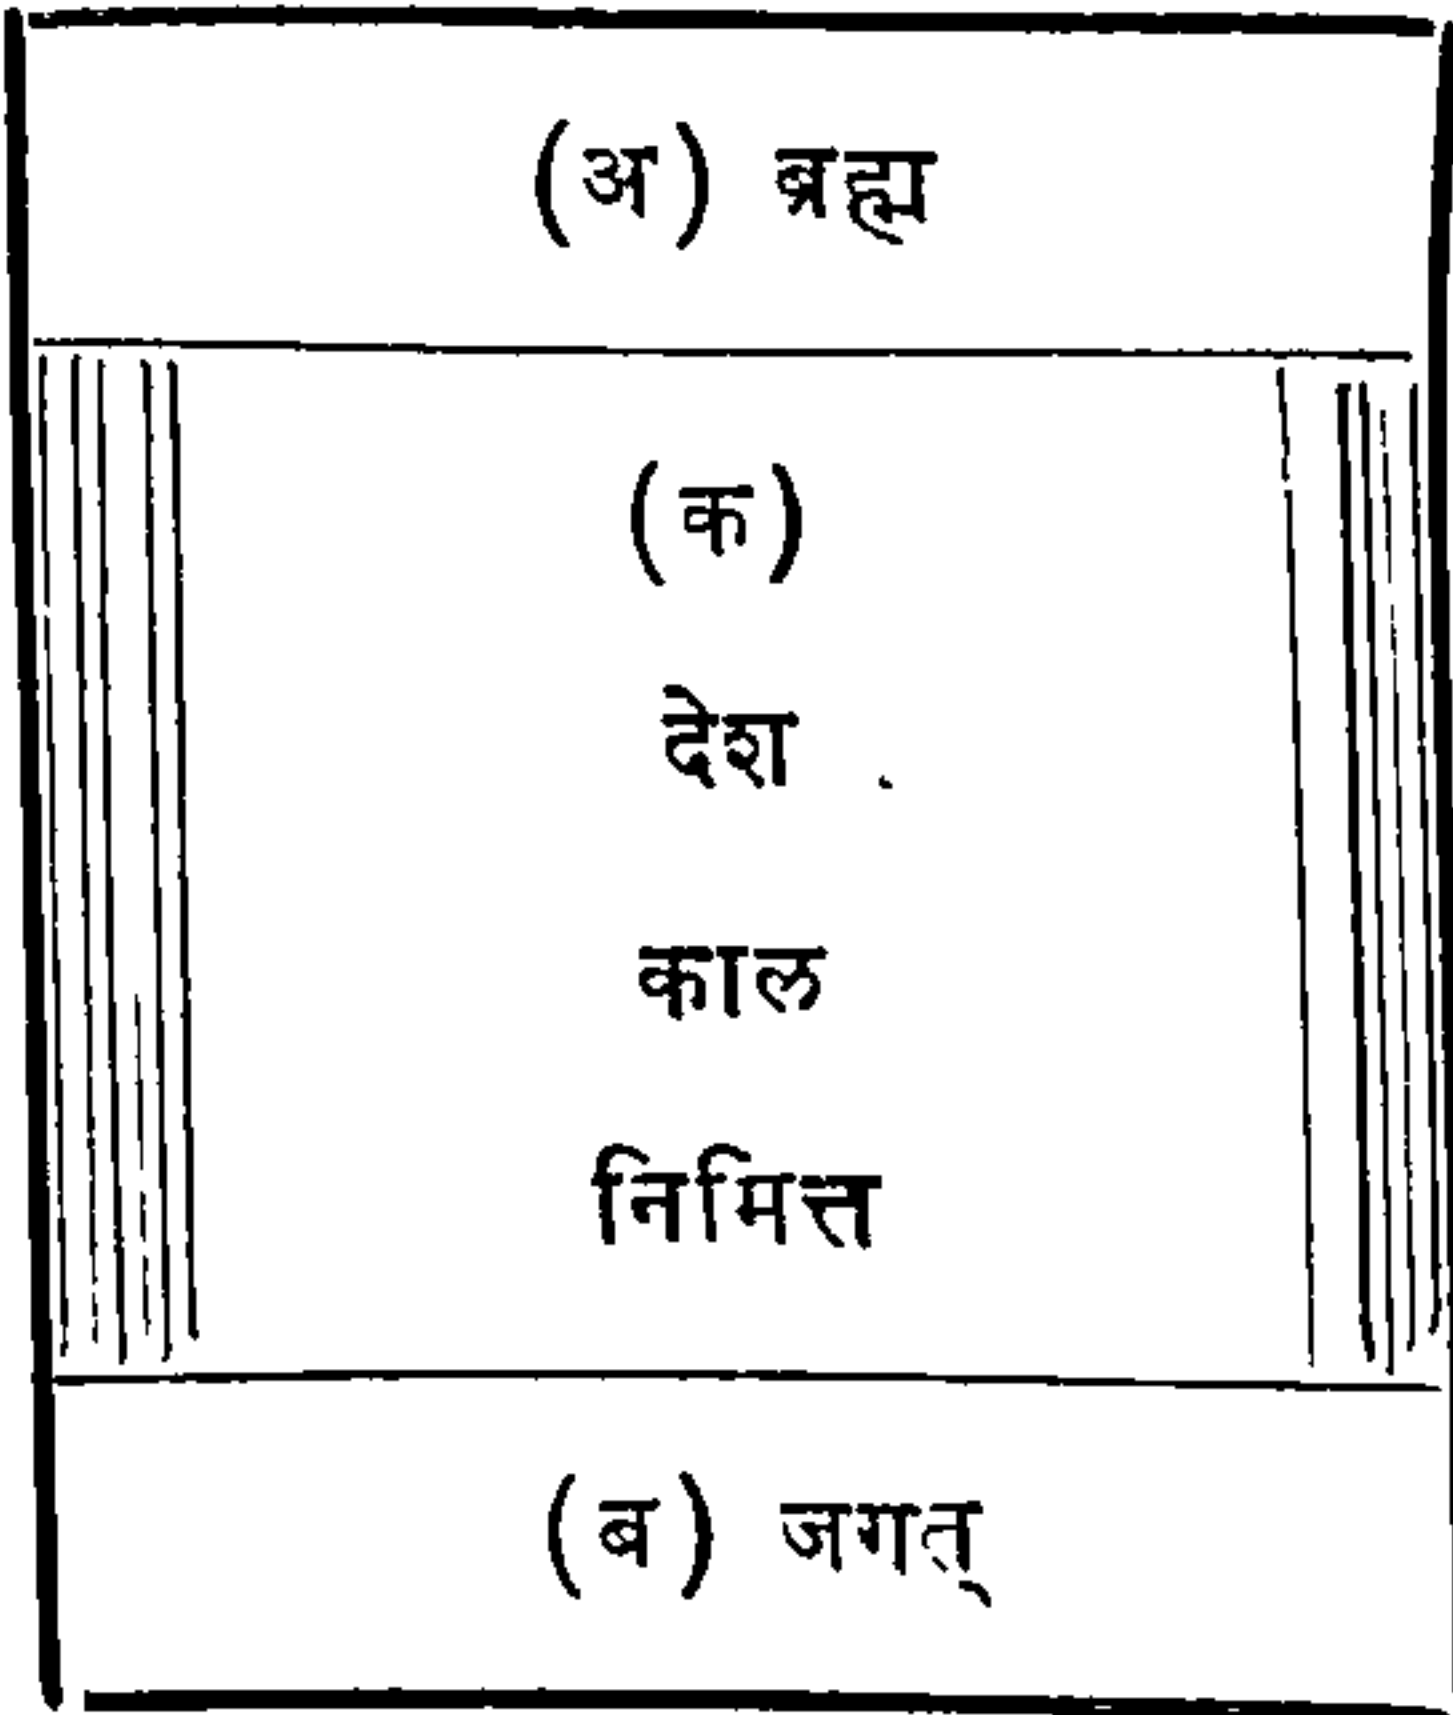 (अ) ब्रह्म
(क)
देश
काल
निमित्त
(ब) जगत्